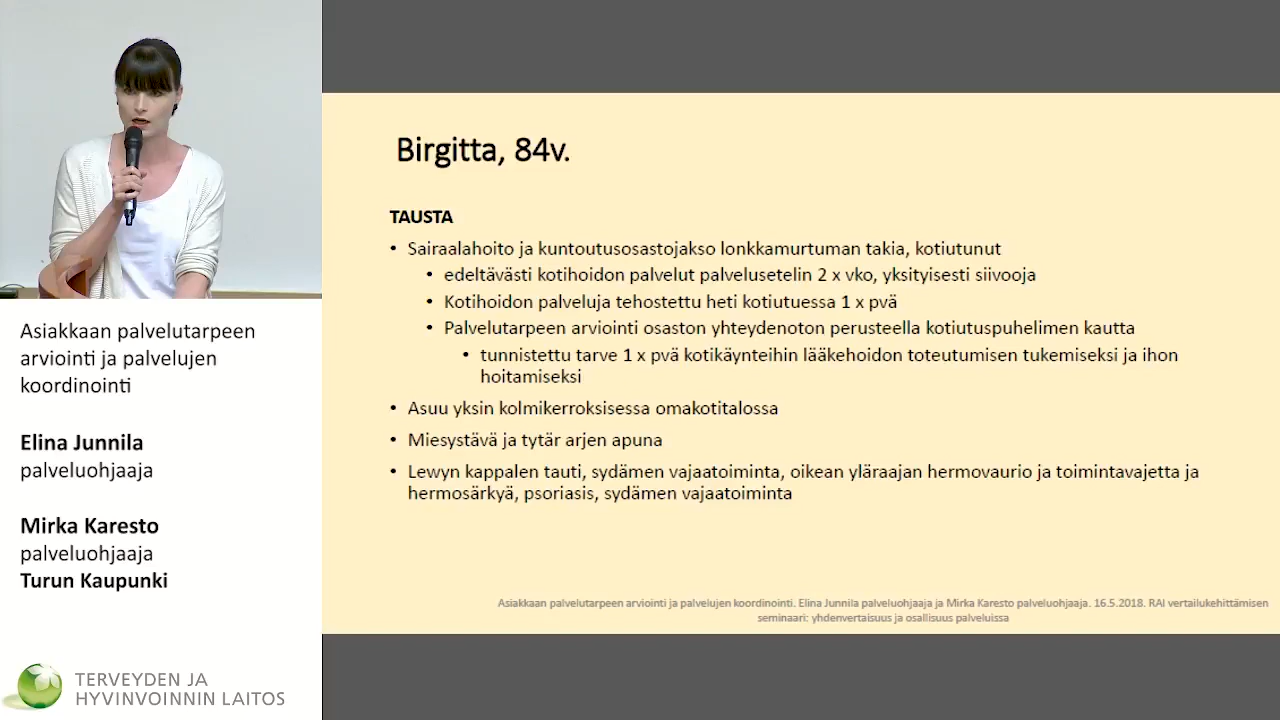 Asiakkaan palvelutarpeen
arviointi ja palvelujen
koordinointi
Elina Junnila
palveluohjaaja
Mirka Karesto
palveluohjaaja
Turun Kaupunki
TERVEYDEN JA
HYVINVOINNIN LAITOS
Birgitta, 84v.
TAUSTA
• Sairaalahoito ja kuntoutusosastojakso lonkkamurtuman takia, kotiutunut
• edeltävästi kotihoidon palvelut palvelusetelin 2 x vko, yksityisesti siivooja
• Kotihoidon palveluja tehostettu heti kotiutuessa 1 x pvä
• Palvelutarpeen arviointi osaston yhteydenoton perusteella kotiutuspuhelimen kautta
• tunnistettu tarve 1 x pvä kotikäynteihin lääkehoidon toteutumisen tukemiseksi ja ihon
hoitamiseksi
• Asuu yksin kolmikerroksisessa omakotitalossa
• Miesystävä ja tytär arjen apuna
• Lewyn kappalen tauti, sydämen vajaatoiminta, oikean yläraajan hermovaurio ja toimintavajetta ja
hermosärkyä, psoriasis, sydämen vajaatoiminta
Asiakkaan palvelutarpeen arviointi ja palvelujen koordinointi. Elina Junnila palveluohjaaja ja Mirka Karesto palveluohjaaja. 16.5.2018. RAI vertailukehittämisen
seminaari: yhdenvertaisuus ja osallisuus palveluissa